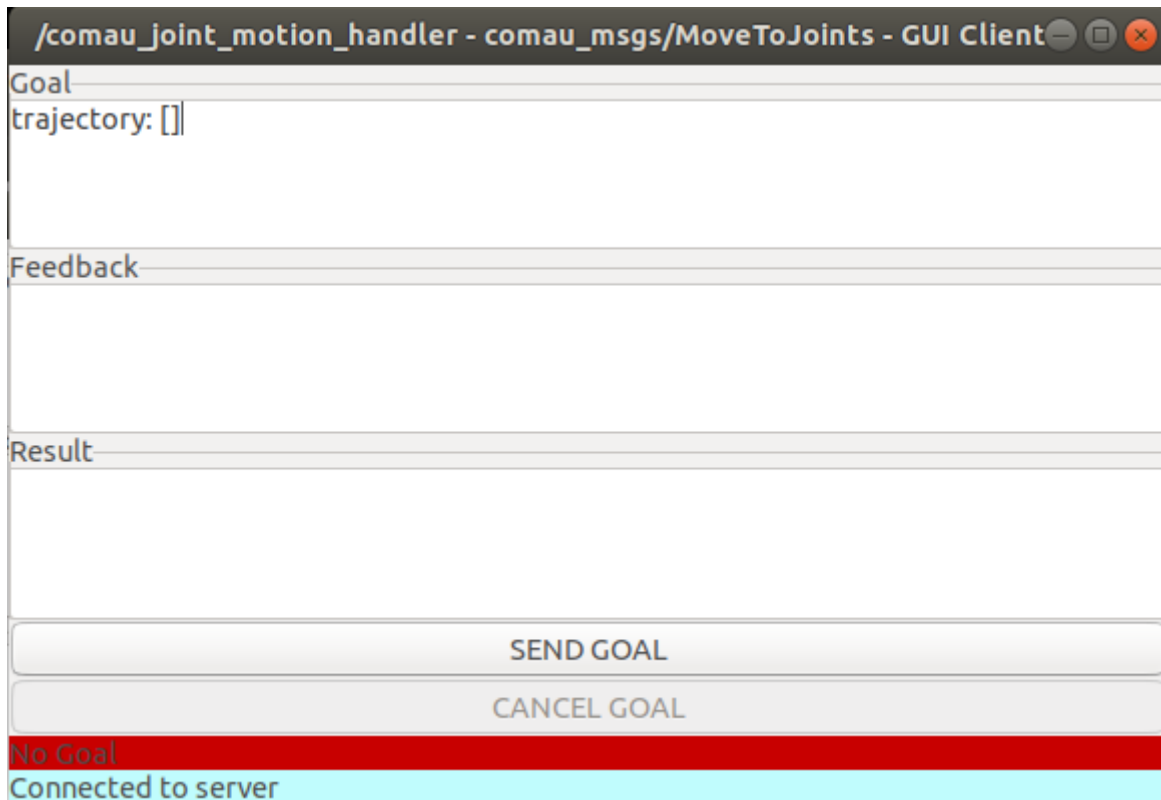 /comau_joint_motion_handler - comau_msgs/MoveToJoints - GUI Client
Goal
trajectory: []
Feedback
Result
SEND GOAL
CANCEL GOAL
No Goal
Connected to server